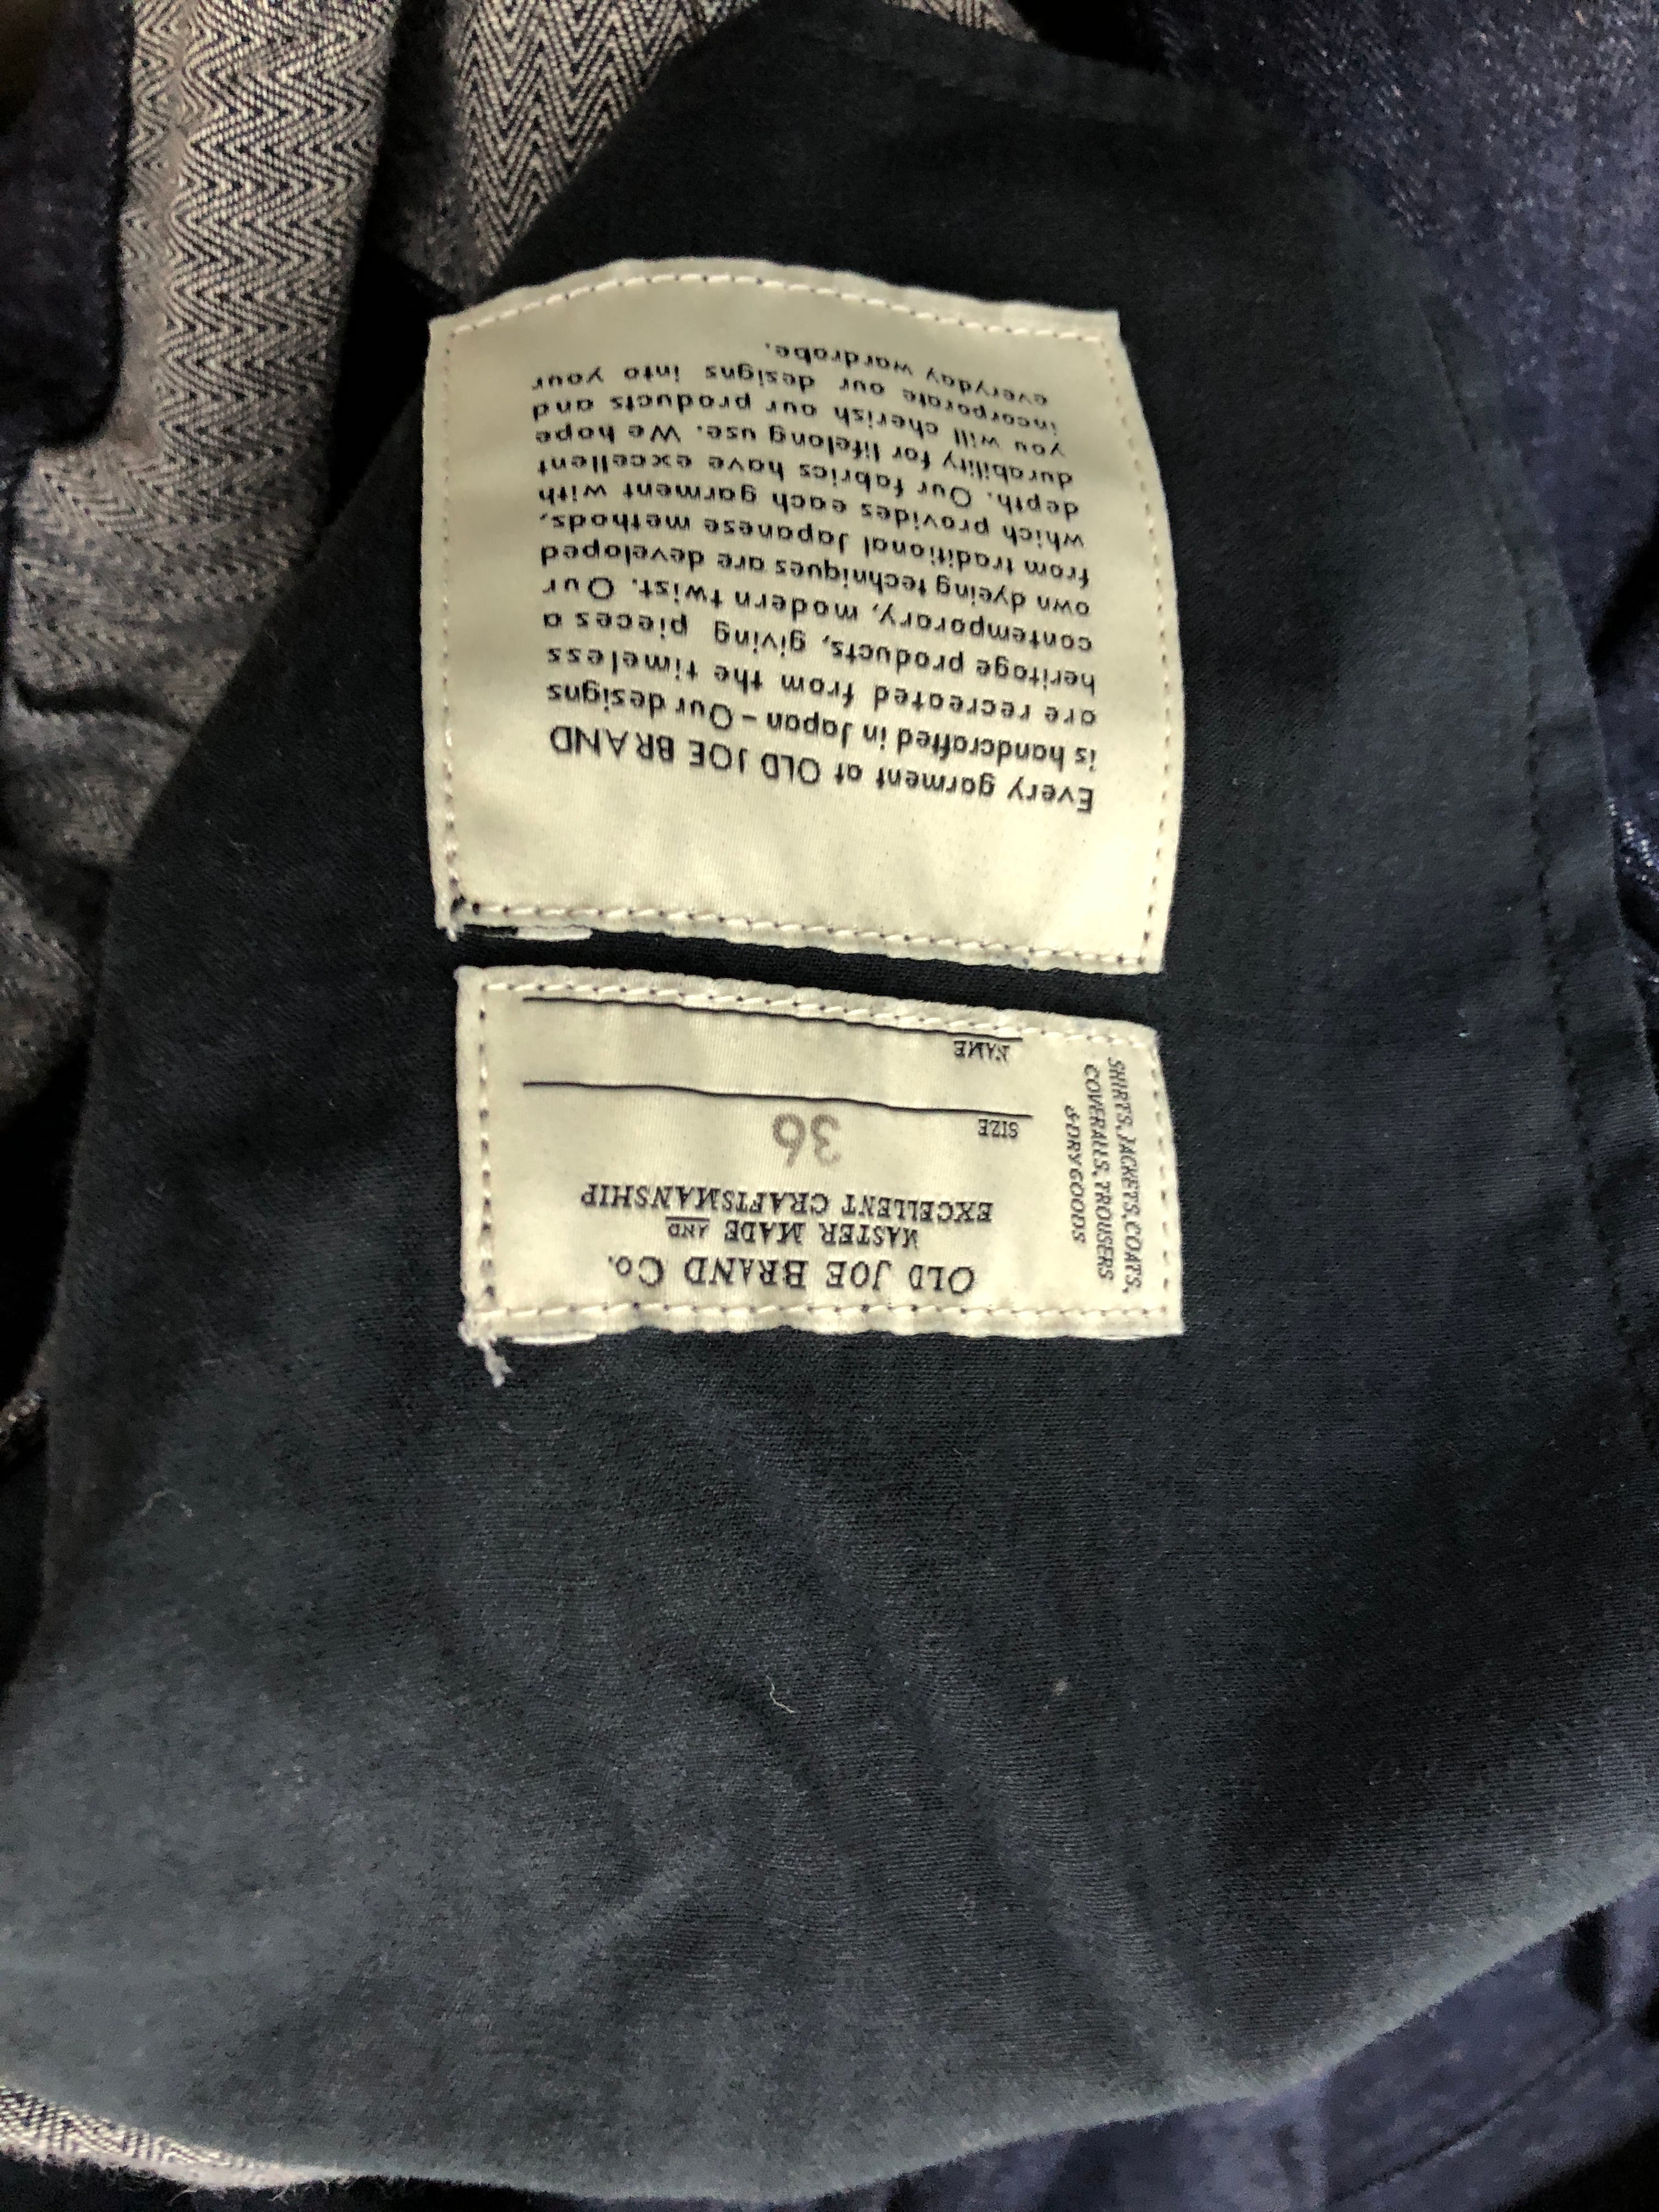 OLD JOE BRAND Co.
MASTER MADE AND
EXCELLENT CRAFTSMANSHIP
SIZE 36
NAME
SHIRTS, JACKETS, COATS,
COVERALLS, TROUSERS
& DRY GOODS
Every garment at OLD JOE BRAND
is handcrafted in Japan - Our designs
are recreated from the timeless
heritage products, giving pieces a
contemporary, modern twist. Our
own dyeing techniques are developed
from traditional Japanese methods,
which provides each garment with
depth. Our fabrics have excellent
durability for lifelong use. We hope
you will cherish our products and
incorporate our designs into your
everyday wardrobe.